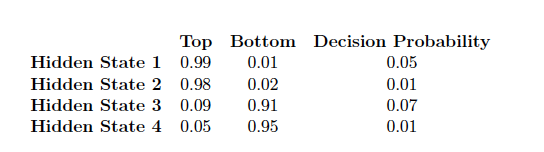 Top Bottom Decision Probability
Hidden State 1 0.99 0.01 0.05
Hidden State 2 0.98 0.02 0.01
Hidden State 3 0.09 0.91 0.07
Hidden State 4 0.05 0.95 0.01